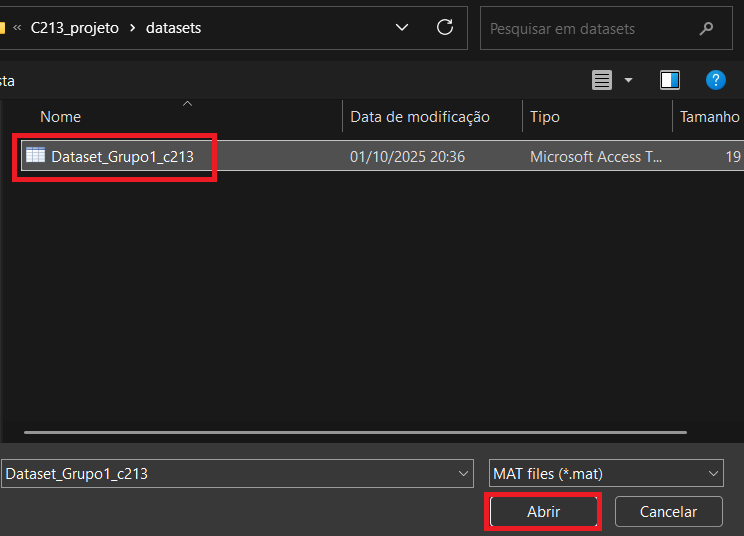 « C213_projeto > datasets Pesquisar em datasets
sta ?
Nome Data de modificação Tipo Tamanho
Dataset_Grupo1_c213 01/10/2025 20:36 Microsoft Access T... 19
Dataset_Grupo1_c213 MAT files (*.mat)
Abrir Cancelar